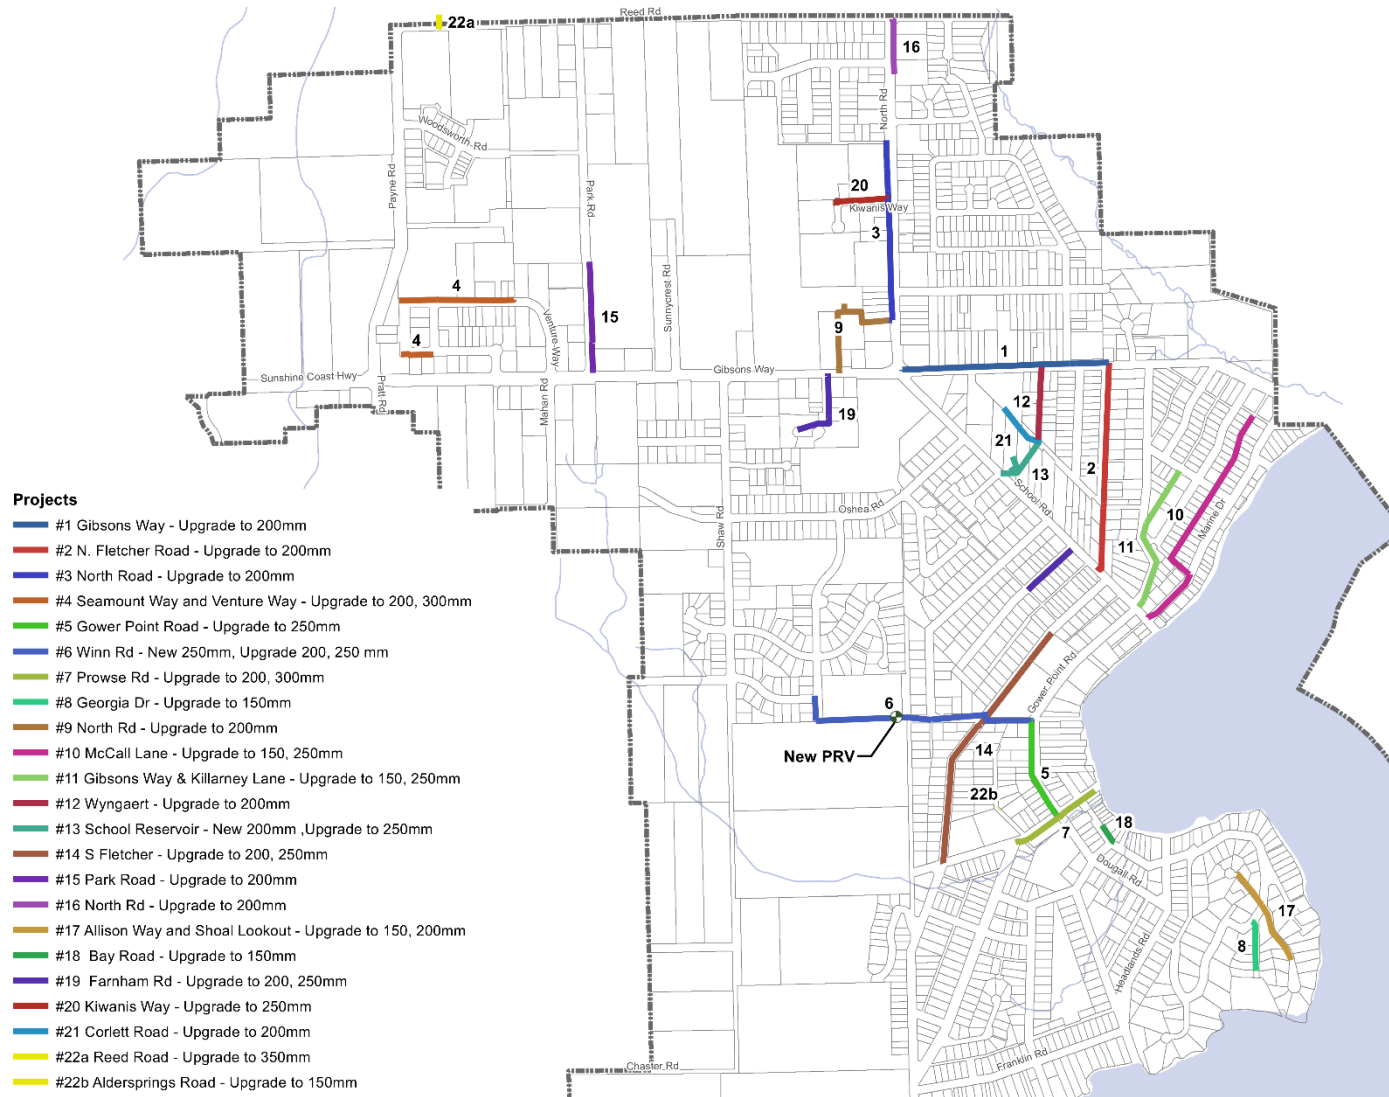 Reed Rd
22a
16
North Rd
Woodsworth Rd
Payne Rd
Park Rd
20
Kiwanis Way
3
Sunnycrest Rd
4
15
Venture Way
9
4
1
Sunshine Coast Hwy
Gibsons Way
Pratt Rd
Mahan Rd
12
19
21
13
2
School Rd
10
Marine Dr
Oshea Rd
Shaw Rd
11
Gower Point Rd
6
New PRV
14
5
22b
7
18
Dougall Rd
17
8
Headlands Rd
Franklin Rd
Chaster Rd
Projects
#1 Gibsons Way - Upgrade to 200mm
#2 N. Fletcher Road - Upgrade to 200mm
#3 North Road - Upgrade to 200mm
#4 Seamount Way and Venture Way - Upgrade to 200, 300mm
#5 Gower Point Road - Upgrade to 250mm
#6 Winn Rd - New 250mm, Upgrade 200, 250 mm
#7 Prowse Rd - Upgrade to 200, 300mm
#8 Georgia Dr - Upgrade to 150mm
#9 North Rd - Upgrade to 200mm
#10 McCall Lane - Upgrade to 150, 250mm
#11 Gibsons Way & Killarney Lane - Upgrade to 150, 250mm
#12 Wyngaert - Upgrade to 200mm
#13 School Reservoir - New 200mm ,Upgrade to 250mm
#14 S Fletcher - Upgrade to 200, 250mm
#15 Park Road - Upgrade to 200mm
#16 North Rd - Upgrade to 200mm
#17 Allison Way and Shoal Lookout - Upgrade to 150, 200mm
#18 Bay Road - Upgrade to 150mm
#19 Farnham Rd - Upgrade to 200, 250mm
#20 Kiwanis Way - Upgrade to 250mm
#21 Corlett Road - Upgrade to 200mm
#22a Reed Road - Upgrade to 350mm
#22b Aldersprings Road - Upgrade to 150mm